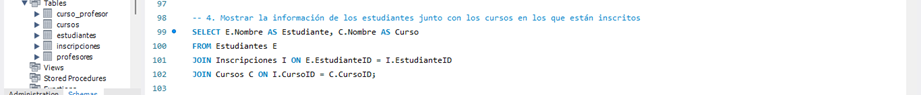 Tables
curso_profesor
cursos
estudiantes
inscripciones
profesores
Views
Stored Procedures
Functions
Administration Schemas
97
98 -- 4. Mostrar la información de los estudiantes junto con los cursos en los que están inscritos
99 SELECT E.Nombre AS Estudiante, C.Nombre AS Curso
100 FROM Estudiantes E
101 JOIN Inscripciones I ON E.EstudianteID = I.EstudianteID
102 JOIN Cursos C ON I.CursoID = C.CursoID;
103